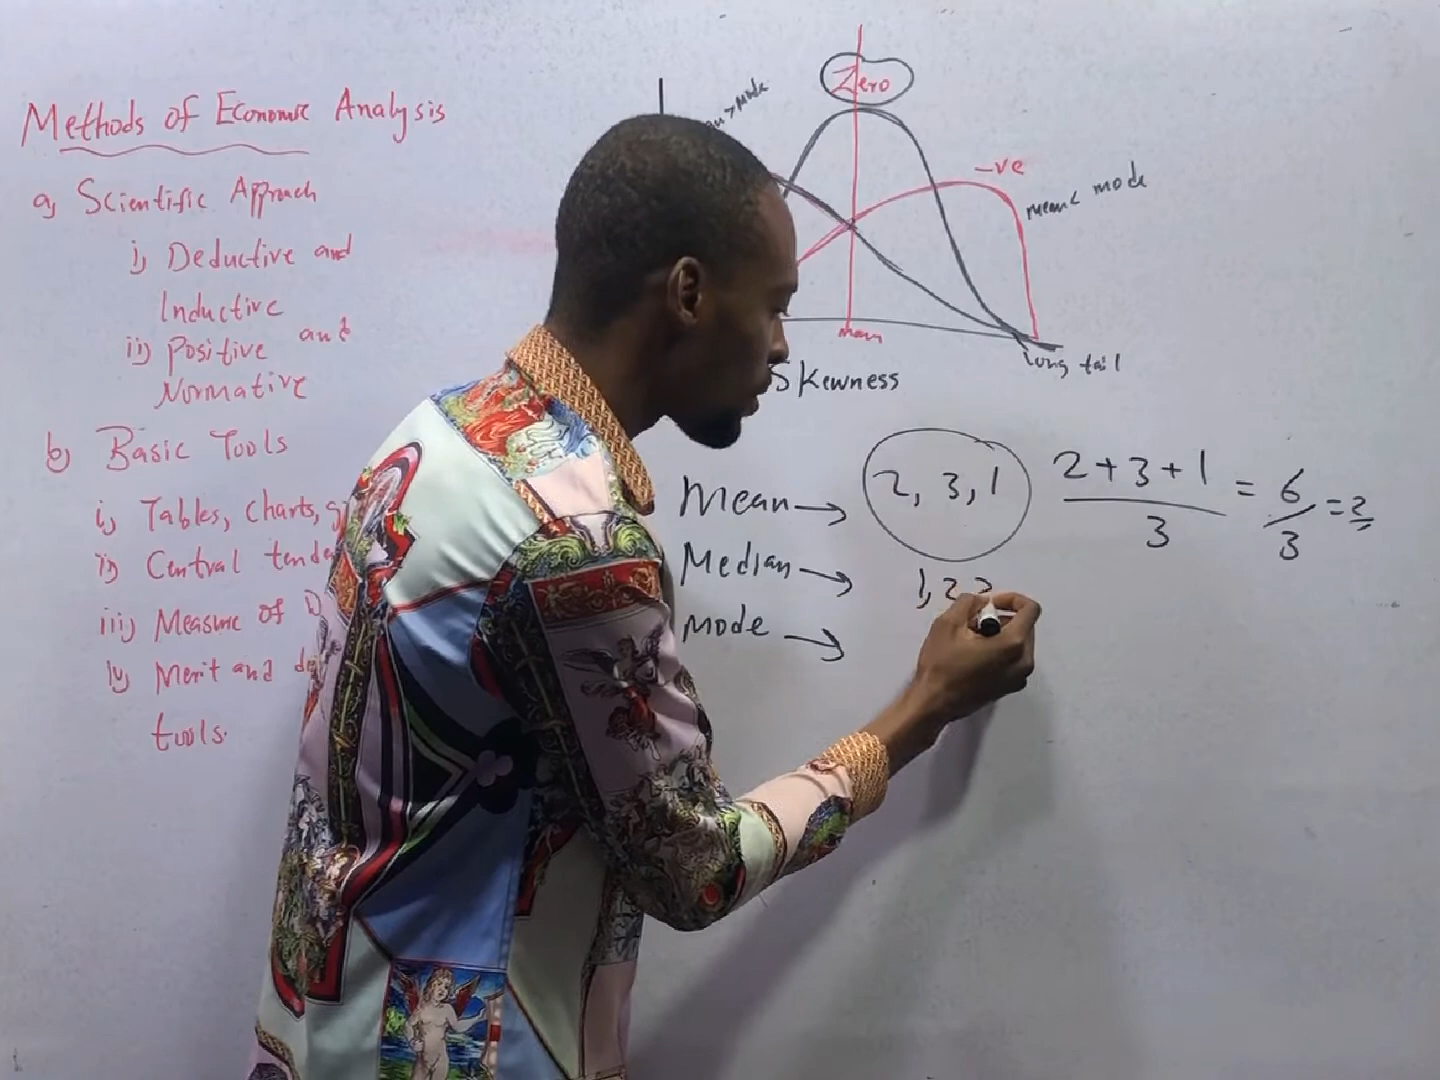 Methods of Economic Analysis
a) Scientific Approach
i) Deductive and
Inductive
ii) Positive and
Normative
b) Basic Tools
i) Tables, Charts,
ii) Central
iii) Measure of
iv) Merit and
tools.
Zero
mode
-ve
mean < mode
mean
long tail
Skewness
Mean → 2, 3, 1 2+3+1/3 = 6/3 = 2
Median → 1, 2
Mode →